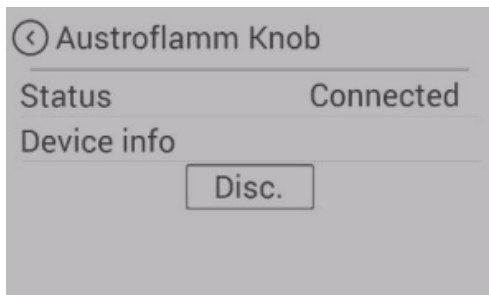 Austroflamm Knob
Status Connected
Device info
Disc.